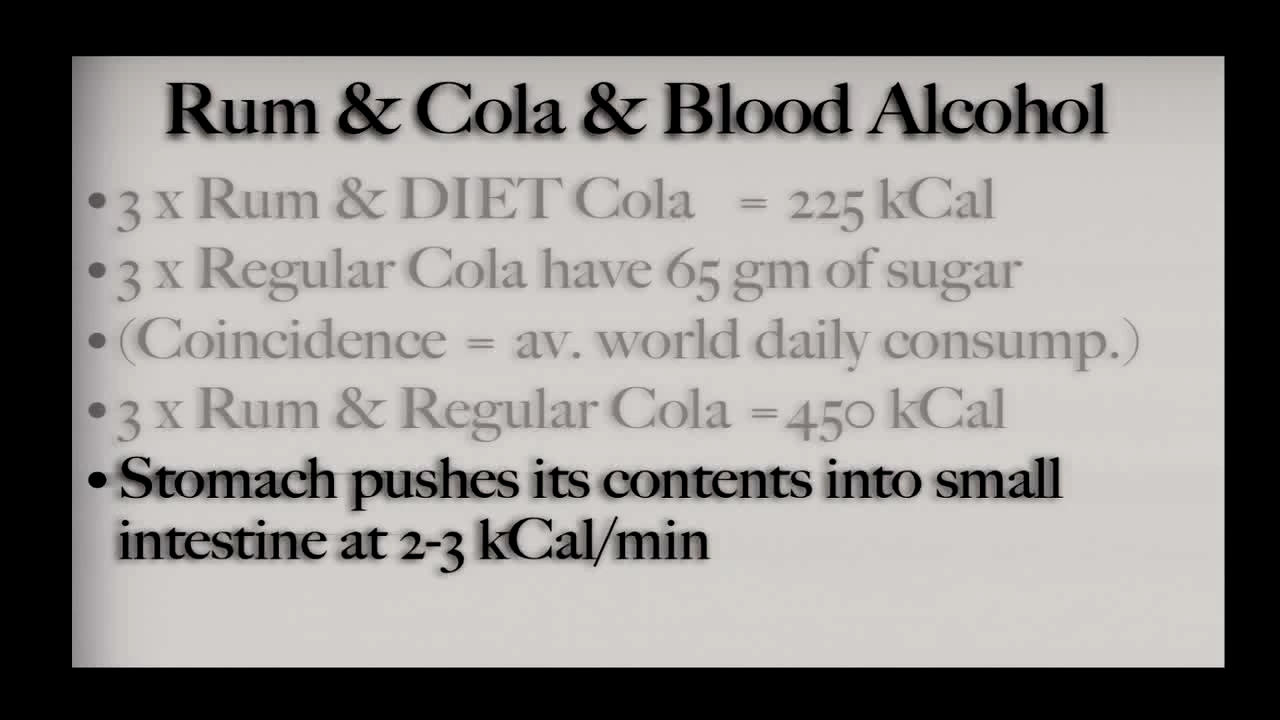 Rum & Cola & Blood Alcohol
• 3 x Rum & DIET Cola = 225 kCal
• 3 x Regular Cola have 65 gm of sugar
• (Coincidence = av. world daily consump.)
• 3 x Rum & Regular Cola =450 kCal
• Stomach pushes its contents into small
intestine at 2-3 kCal/min